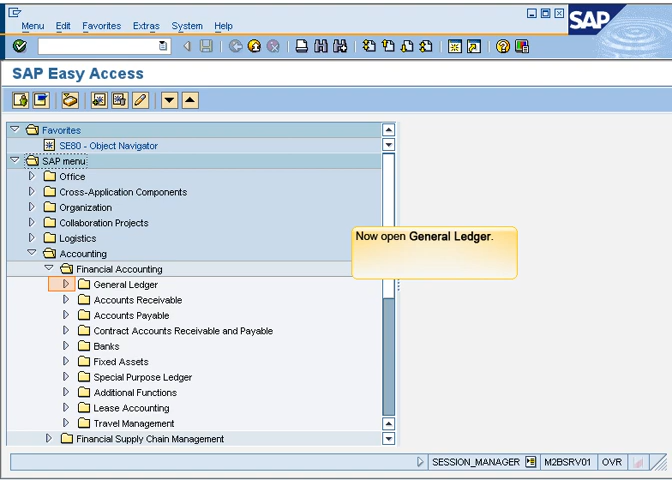 Menu Edit Favorites Extras System Help
SAP
SAP Easy Access
Favorites
SE80 - Object Navigator
SAP menu
Office
Cross-Application Components
Organization
Collaboration Projects
Logistics
Accounting
Financial Accounting
General Ledger
Accounts Receivable
Accounts Payable
Contract Accounts Receivable and Payable
Banks
Fixed Assets
Special Purpose Ledger
Additional Functions
Lease Accounting
Travel Management
Financial Supply Chain Management
Now open General Ledger.
SESSION_MANAGER M2BSRV01 OVR